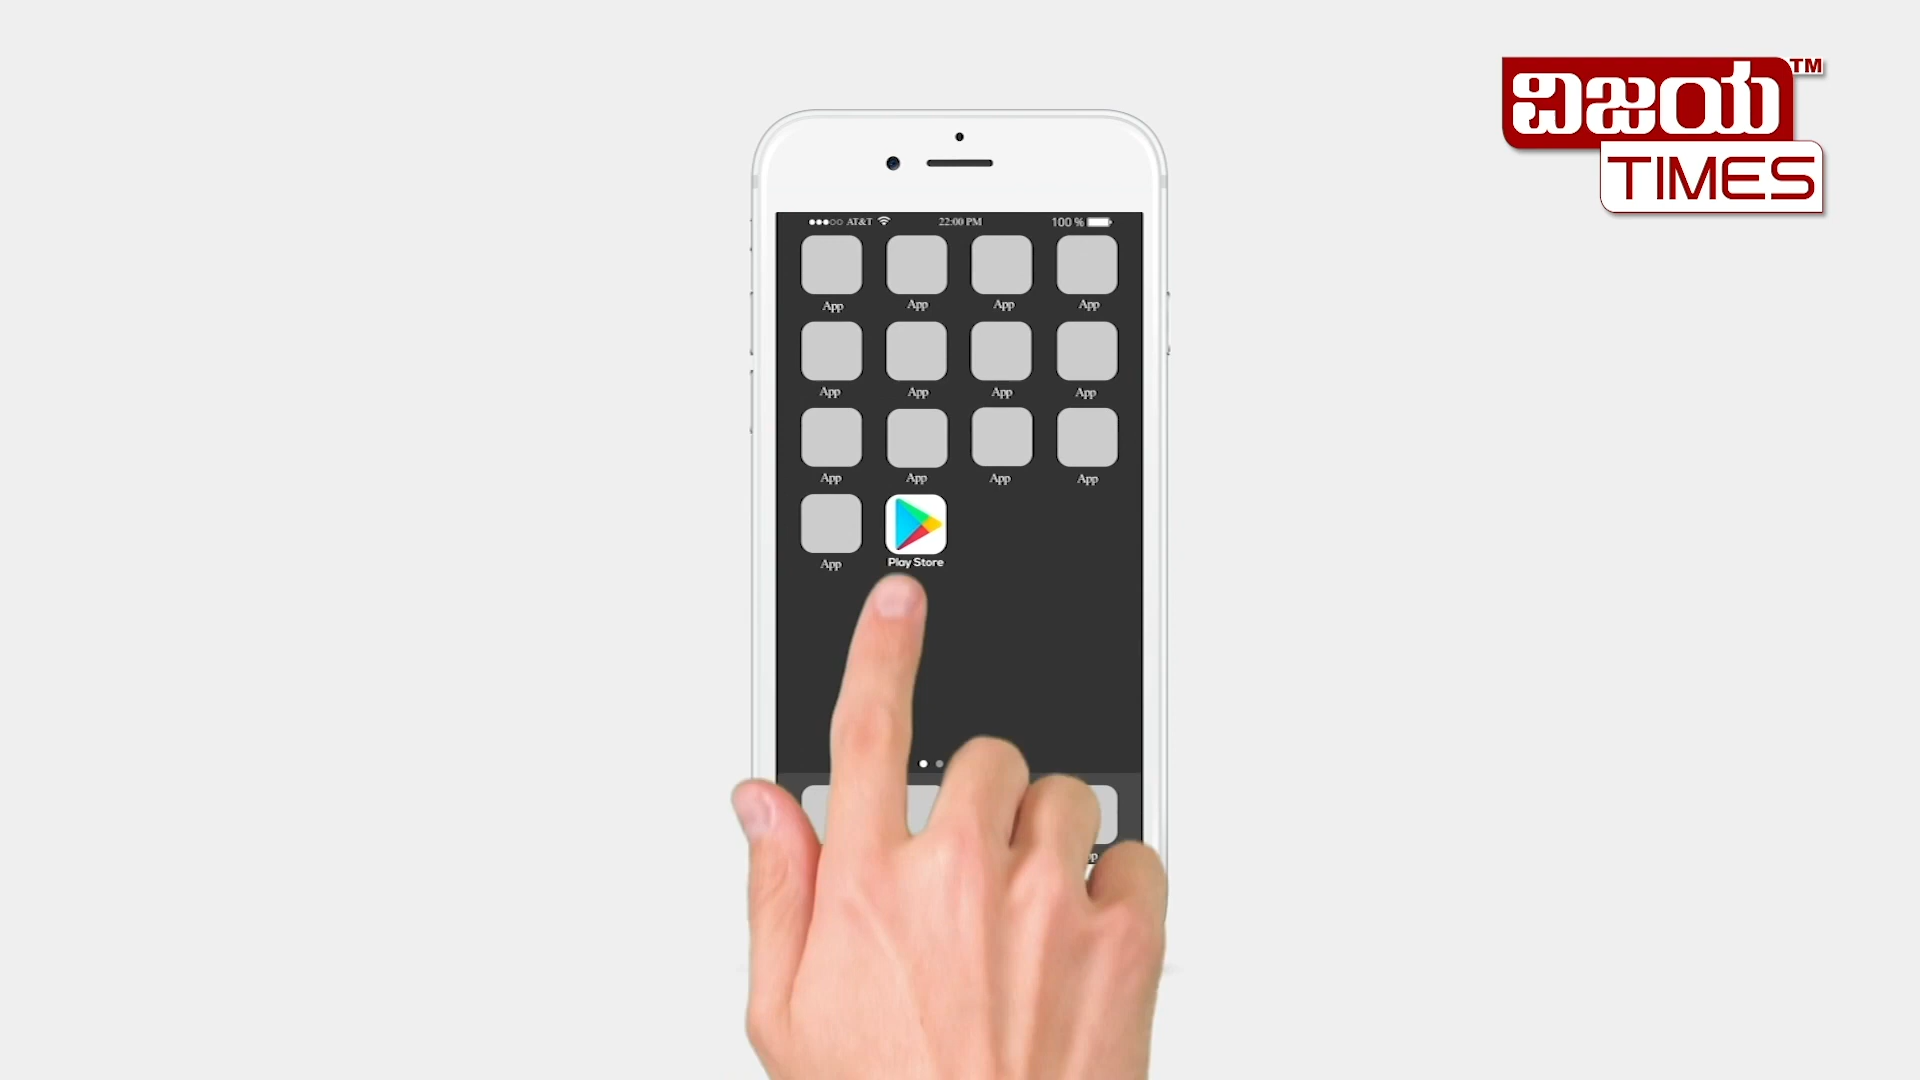 ವಿಜಯ TM
TIMES
AT&T 22:00 PM 100 %
App App App App
App App App App
App App App App
App Play Store